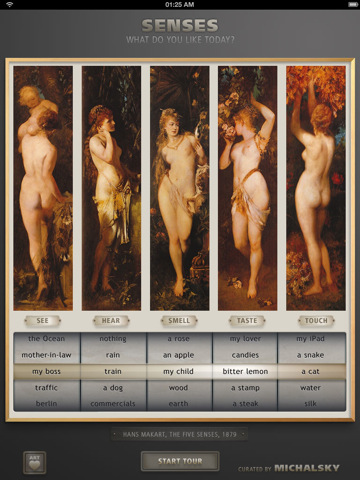 01:25 AM
SENSES
WHAT DO YOU LIKE TODAY?
SEE HEAR SMELL TASTE TOUCH
the Ocean nothing a rose my lover my iPad
mother-in-law rain an apple candies a snake
my boss train my child bitter lemon a cat
traffic a dog wood a stamp water
berlin commercials earth a steak silk
HANS MAKART, THE FIVE SENSES, 1879
ART
START TOUR
CURATED BY MICHALSKY